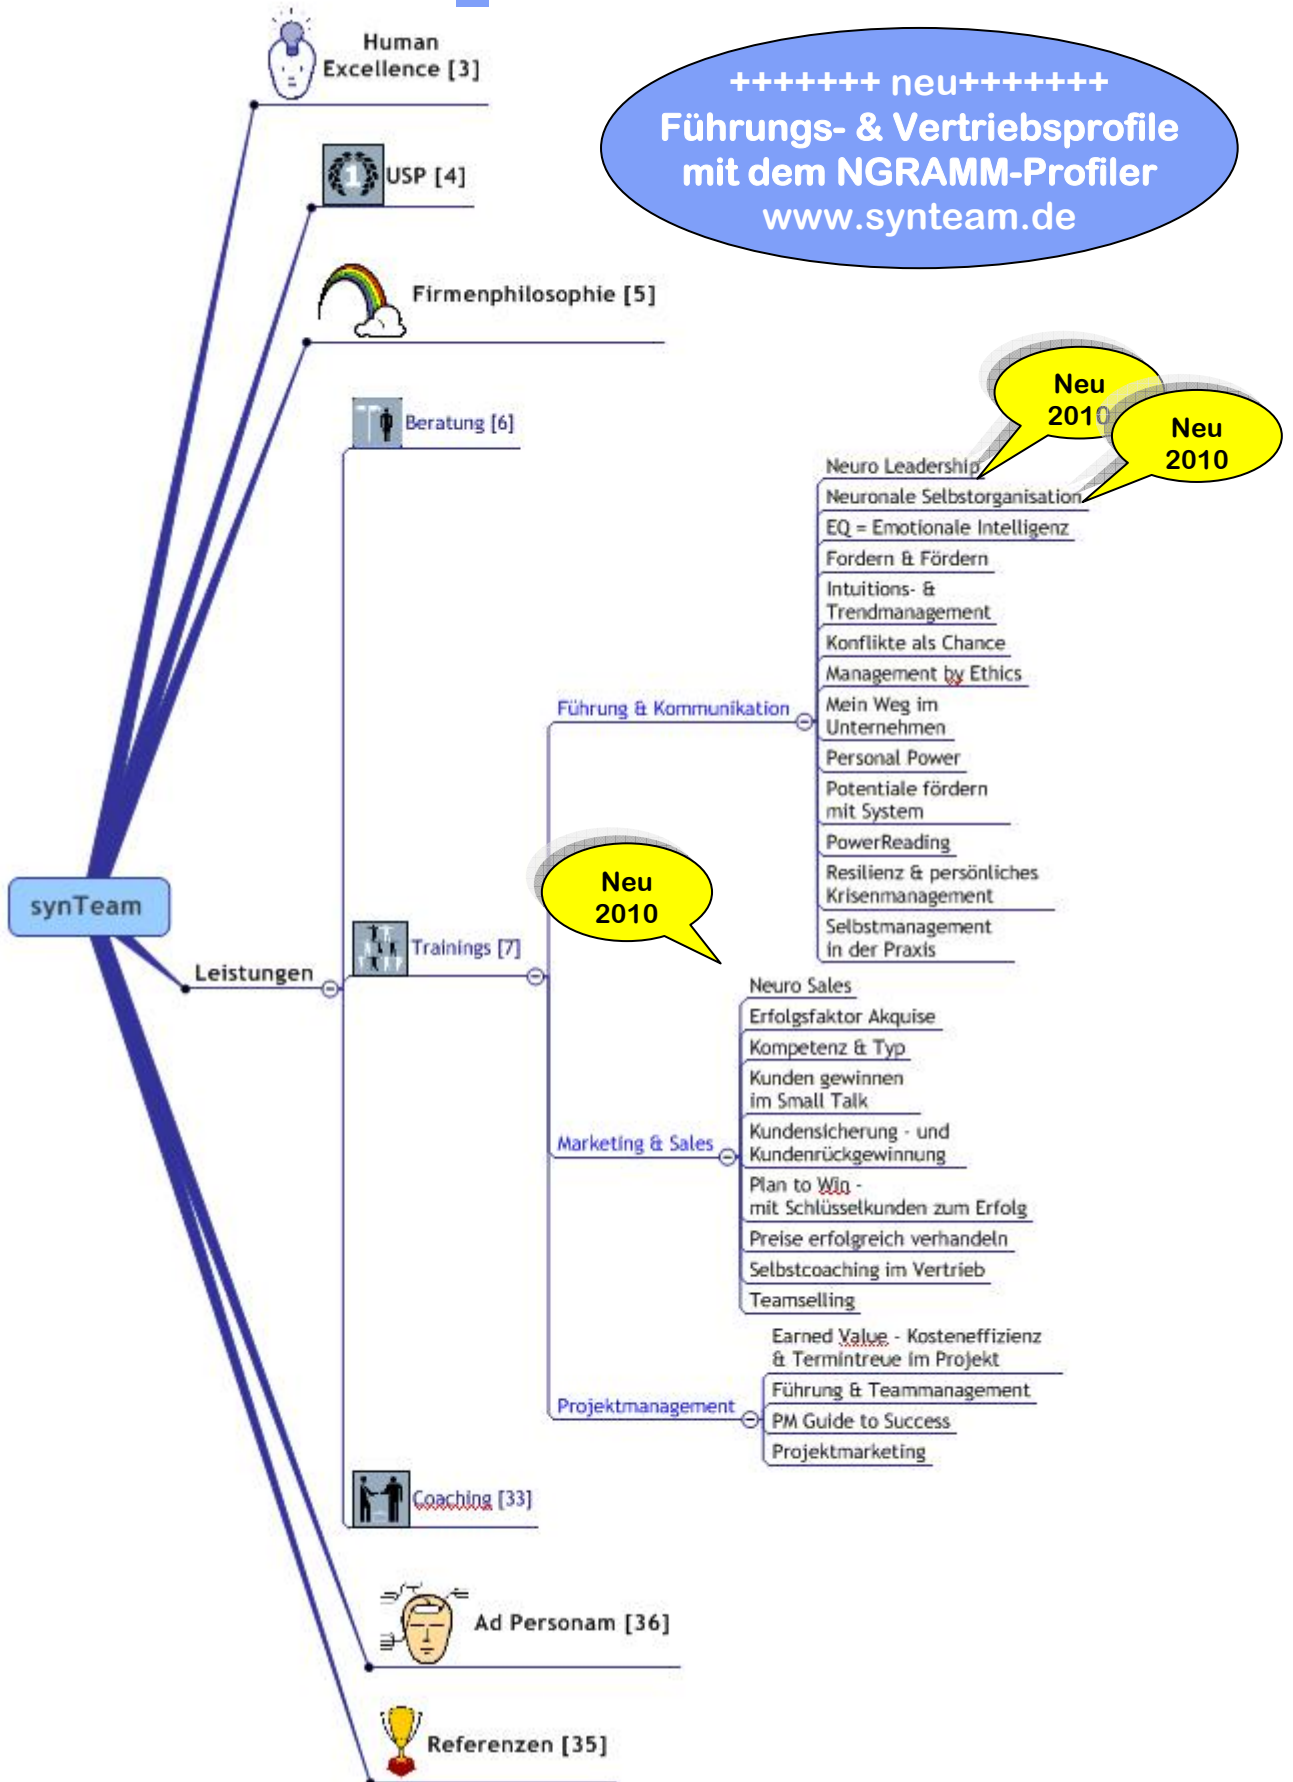 Human
Excellence [3]
+++++++ neu+++++++
Führungs- & Vertriebsprofile
mit dem NGRAMM-Profiler
www.synteam.de
1
USP [4]
Firmenphilosophie [5]
Neu
2010
Neu
2010
Beratung [6]
Neuro Leadership
Neuronale Selbstorganisation
EQ = Emotionale Intelligenz
Fordern & Fördern
Intuitions- &
Trendmanagement
Konflikte als Chance
Management by Ethics
Führung & Kommunikation
Mein Weg im
Unternehmen
Personal Power
Potentiale fördern
mit System
PowerReading
Resilienz & persönliches
Krisenmanagement
Selbstmanagement
in der Praxis
Neu
2010
synTeam
Leistungen
Trainings [7]
Neuro Sales
Erfolgsfaktor Akquise
Kompetenz & Typ
Kunden gewinnen
im Small Talk
Marketing & Sales
Kundensicherung - und
Kundenrückgewinnung
Plan to Win -
mit Schlüsselkunden zum Erfolg
Preise erfolgreich verhandeln
Selbstcoaching im Vertrieb
Teamselling
Projektmanagement
Earned Value - Kosteneffizienz
& Termintreue im Projekt
Führung & Teammanagement
PM Guide to Success
Projektmarketing
Coaching [33]
Ad Personam [36]
Referenzen [35]